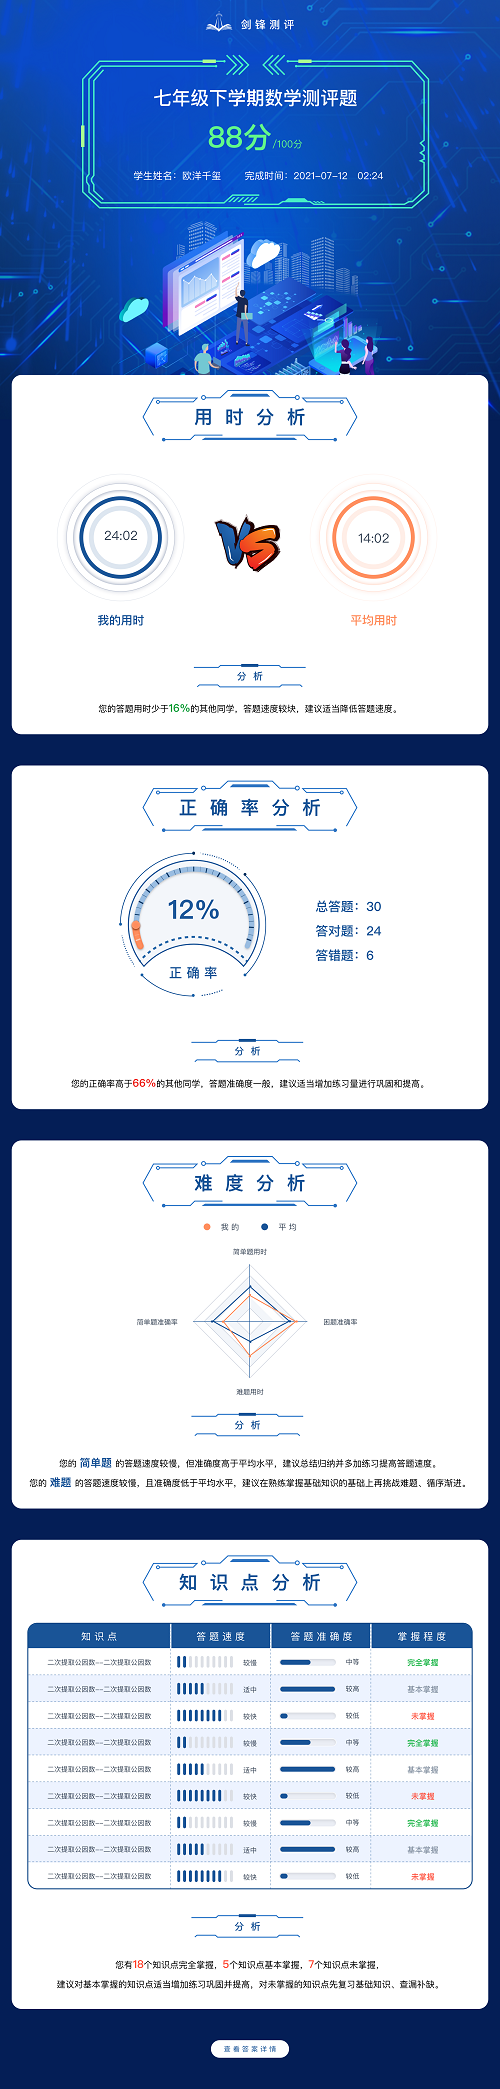 剑锋测评
七年级下学期数学测评题
88分/100分
学生姓名：欧洋千玺 完成时间：2021-07-12 02:24
用时分析
24:02
VS
14:02
我的用时
平均用时
分析
您的答题用时少于16%的其他同学，答题速度较快，建议适当降低答题速度。
正确率分析
12%
正确率
总答题：30
答对题：24
答错题：6
分析
您的正确率高于66%的其他同学，答题准确度一般，建议适当增加练习量进行巩固和提高。
难度分析
我的 平均
简单题用时
简单题准确率
困题准确率
难题用时
分析
您的 简单题 的答题速度较慢，但准确度高于平均水平，建议总结归纳并多加练习提高答题速度。
您的 难题 的答题速度较慢，且准确度低于平均水平，建议在熟练掌握基础知识的基础上再挑战难题、循序渐进。
知识点分析
知识点 答题速度 答题准确度 掌握程度
二次提取公因数--二次提取公因数 较慢 中等 完全掌握
二次提取公因数--二次提取公因数 适中 较高 基本掌握
二次提取公因数--二次提取公因数 较快 较低 未掌握
二次提取公因数--二次提取公因数 较慢 中等 完全掌握
二次提取公因数--二次提取公因数 适中 较高 基本掌握
二次提取公因数--二次提取公因数 较快 较低 未掌握
二次提取公因数--二次提取公因数 较慢 中等 完全掌握
二次提取公因数--二次提取公因数 适中 较高 基本掌握
二次提取公因数--二次提取公因数 较快 较低 未掌握
分析
您有18个知识点完全掌握，5个知识点基本掌握，7个知识点未掌握，
建议对基本掌握的知识点适当增加练习巩固并提高，对未掌握的知识点先复习基础知识、查漏补缺。
查看答案详情